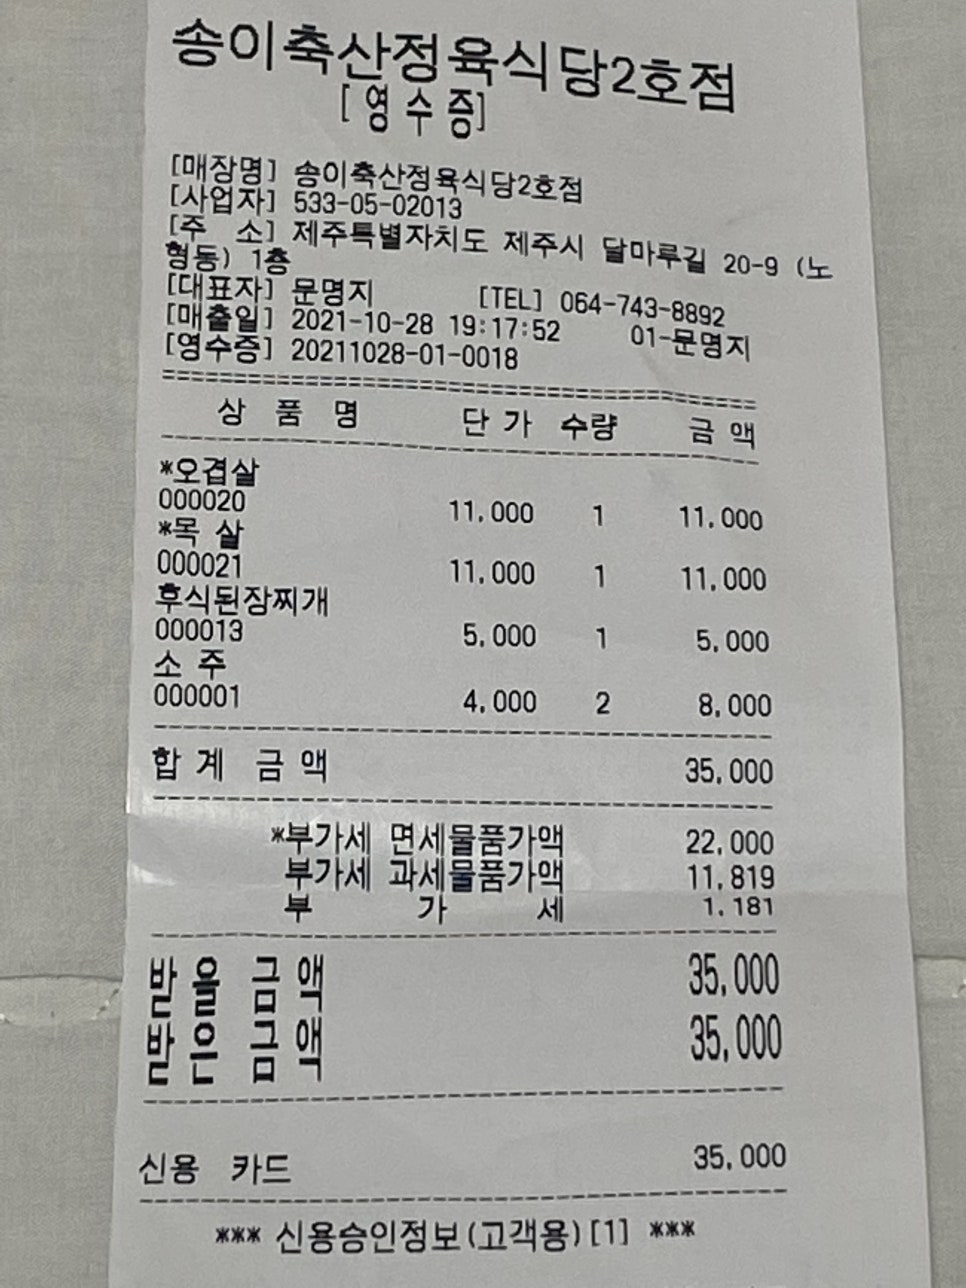 송이축산정육식당2호점
[ 영 수 증]
[매장명] 송이축산정육식당2호점
[사업자] 533-05-02013
[주 소] 제주특별자치도 제주시 달마루길 20-9 (노
형동) 1층
[대표자] 문명지 [TEL] 064-743-8892
[매출일] 2021-10-28 19:17:52 01-문명지
[영수증] 20211028-01-0018
상 품 명 단 가 수량 금 액
*오겹살
000020 11,000 1 11,000
*목 살
000021 11,000 1 11,000
후식된장찌개
000013 5,000 1 5,000
소 주
000001 4,000 2 8,000
합 계 금 액 35,000
*부가세 면세물품가액 22,000
부가세 과세물품가액 11,819
부 가 세 1,181
받 을 금 액 35,000
받 은 금 액 35,000
신용 카드 35,000
*** 신용승인정보(고객용)[1] ***